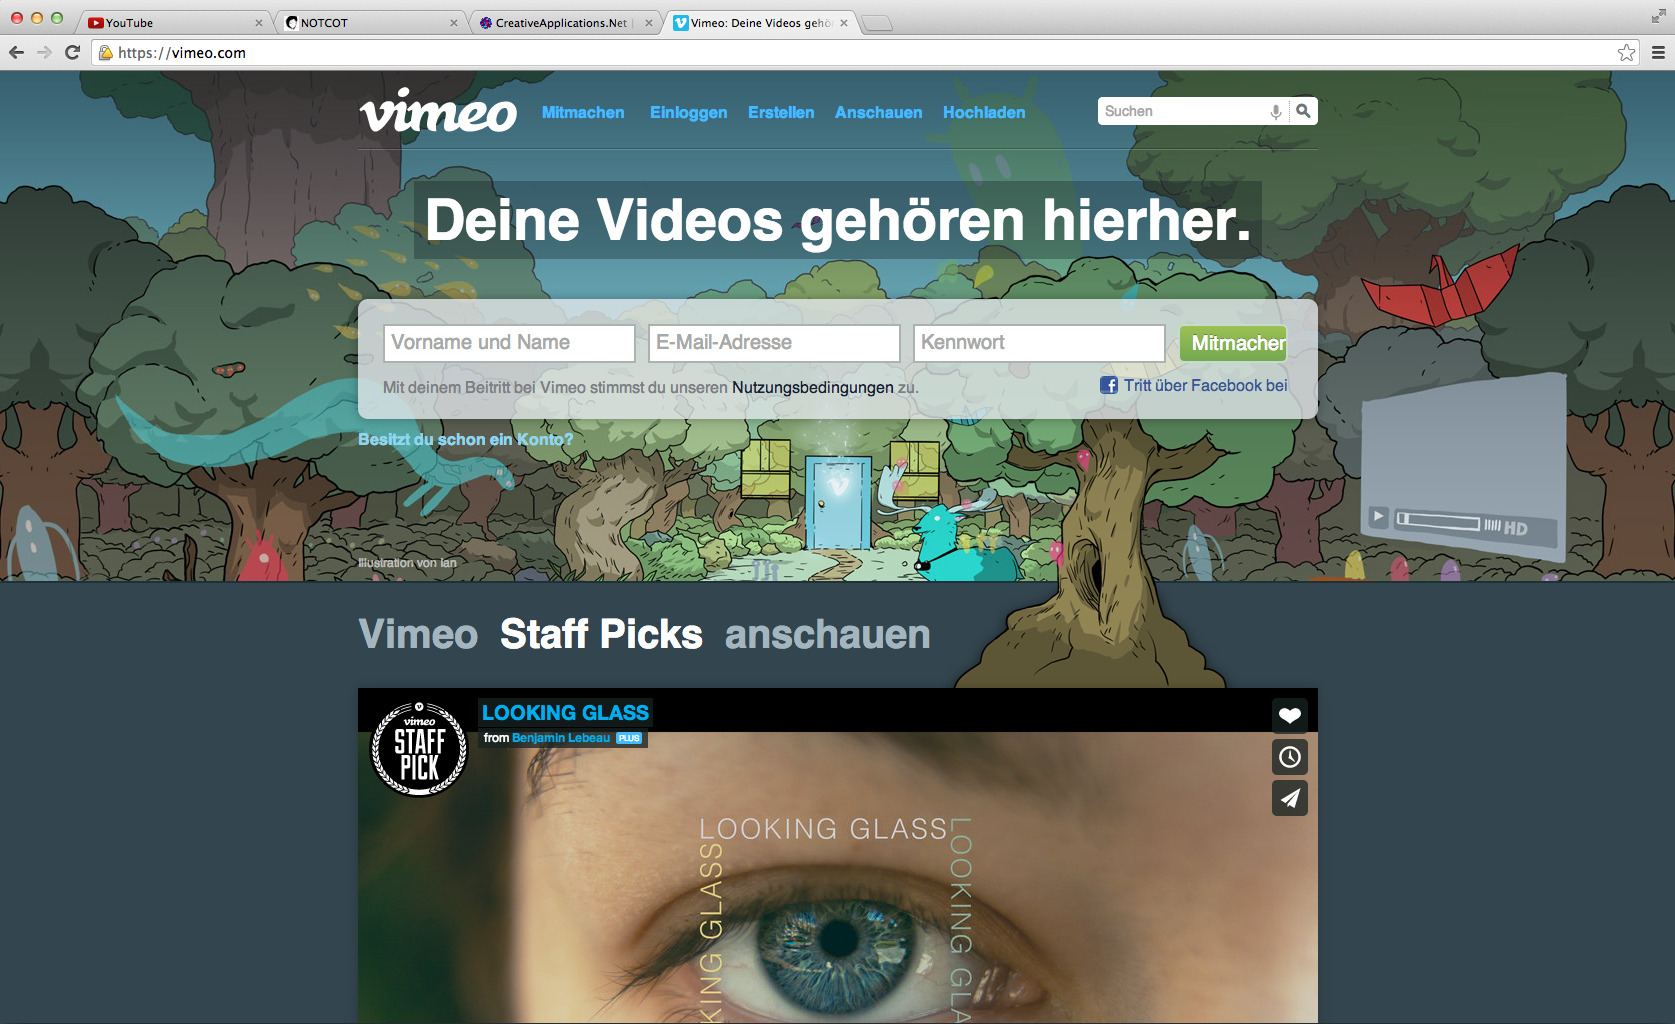 YouTube
NOTCOT
CreativeApplications.Net |
Vimeo: Deine Videos gehö
https://vimeo.com
vimeo
Mitmachen Einloggen Erstellen Anschauen Hochladen
Suchen
Deine Videos gehören hierher.
Vorname und Name
E-Mail-Adresse
Kennwort
Mitmachen
Mit deinem Beitritt bei Vimeo stimmst du unseren Nutzungsbedingungen zu.
Tritt über Facebook bei
Besitzt du schon ein Konto?
HD
Illustration von Ian
Vimeo Staff Picks anschauen
vimeo
STAFF
PICK
LOOKING GLASS
from Benjamin Lebeau PLUS
LOOKING GLASS
KING GLASS
LOOKING GLA